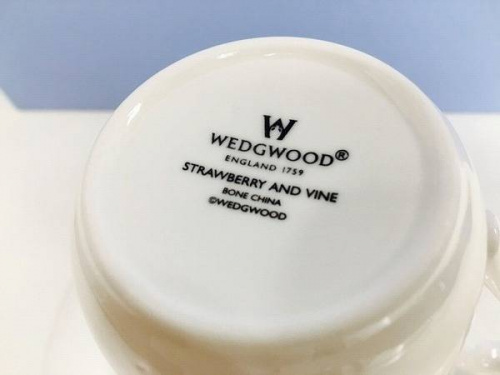 W
WEDGWOOD®
ENGLAND 1759
STRAWBERRY AND VINE
BONE CHINA
©WEDGWOOD